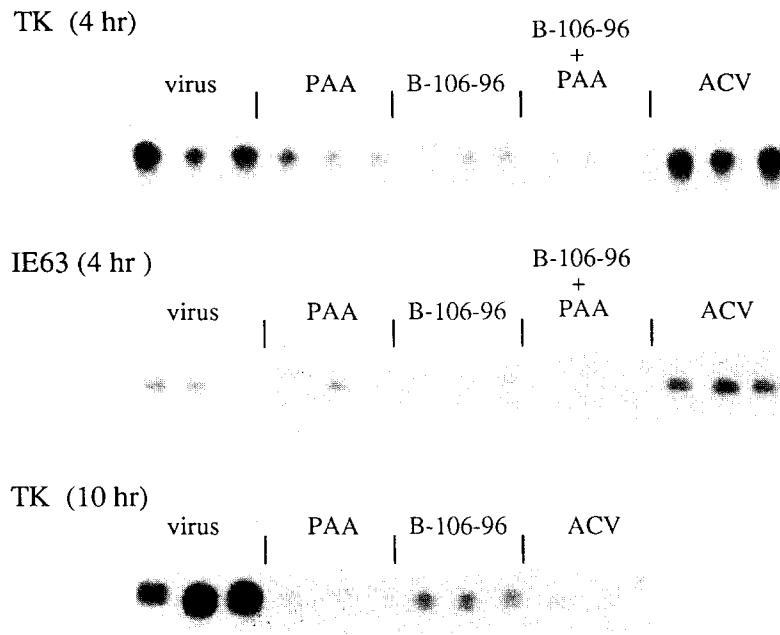 TK (4 hr)
virus | PAA | B-106-96 | B-106-96 + PAA | ACV
IE63 (4 hr )
virus | PAA | B-106-96 | B-106-96 + PAA | ACV
TK (10 hr)
virus | PAA | B-106-96 | ACV